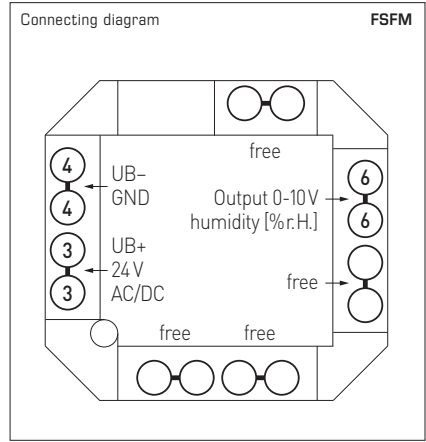 Connecting diagram FSFM
free
4
4
UB–
GND
3
3
UB+
24 V
AC/DC
Output 0-10 V
humidity [% r.H.]
6
6
free
free free